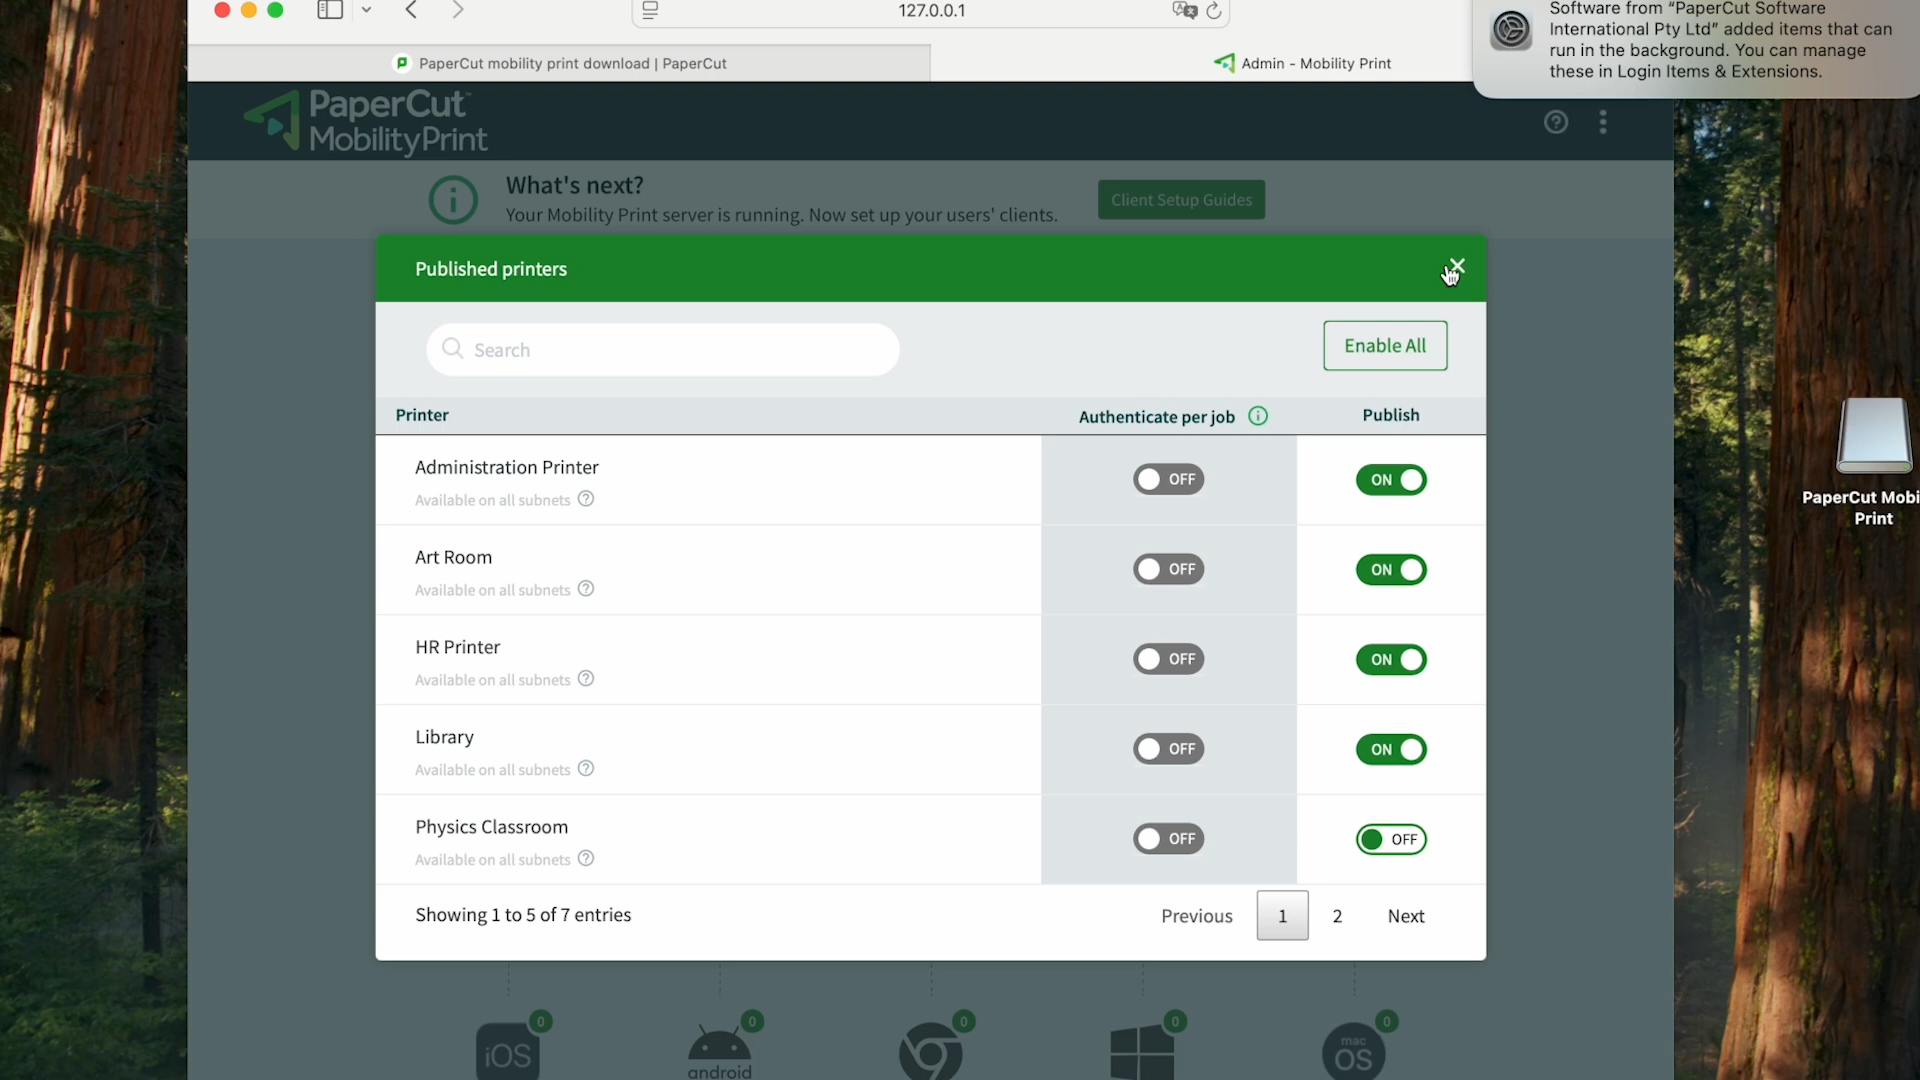 127.0.0.1
Software from “PaperCut Software
International Pty Ltd” added items that can
run in the background. You can manage
these in Login Items & Extensions.
PaperCut mobility print download | PaperCut
Admin - Mobility Print
PaperCut™
MobilityPrint
What's next?
Your Mobility Print server is running. Now set up your users' clients.
Client Setup Guides
Published printers
Search
Enable All
Printer
Authenticate per job
Publish
Administration Printer
Available on all subnets
OFF
ON
Art Room
Available on all subnets
OFF
ON
HR Printer
Available on all subnets
OFF
ON
Library
Available on all subnets
OFF
ON
Physics Classroom
Available on all subnets
OFF
OFF
Showing 1 to 5 of 7 entries
Previous
1
2
Next
PaperCut Mobi
Print
0
0
0
0
0
iOS
android
mac
OS